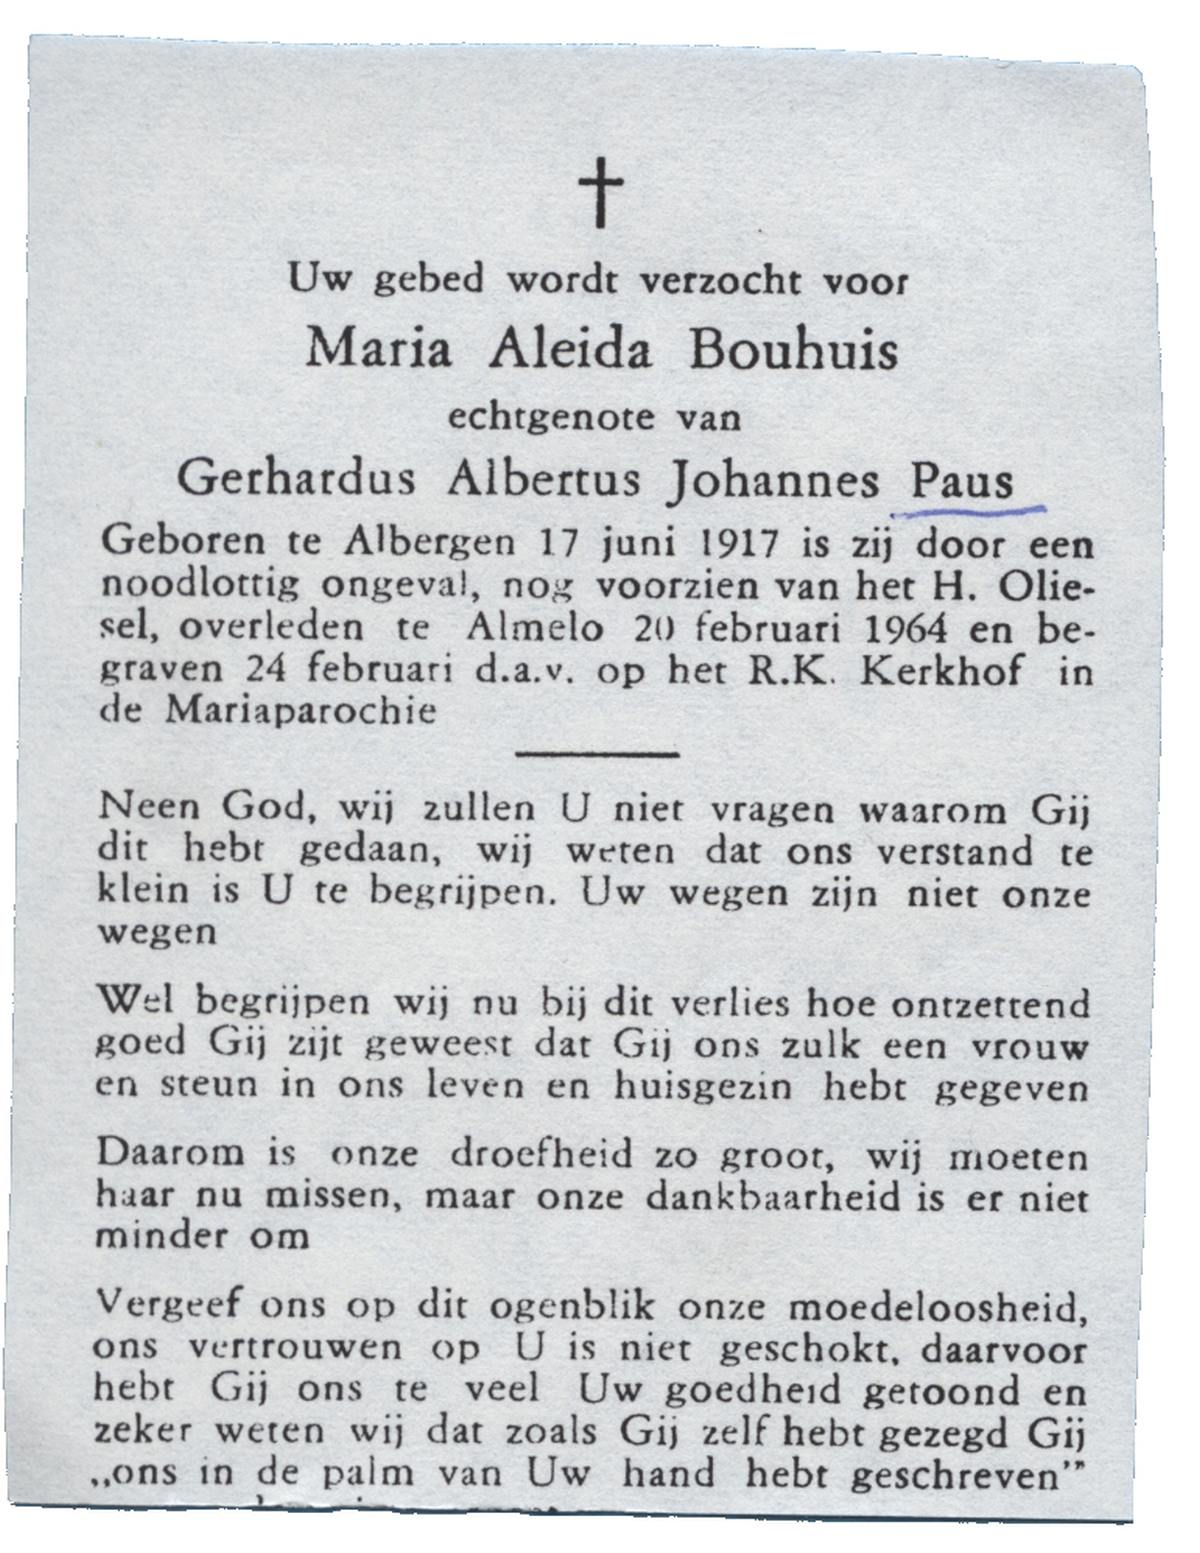 Uw gebed wordt verzocht voor
Maria Aleida Bouhuis
echtgenote van
Gerhardus Albertus Johannes Paus
Geboren te Albergen 17 juni 1917 is zij door een
noodlottig ongeval, nog voorzien van het H. Olie-
sel, overleden te Almelo 20 februari 1964 en be-
graven 24 februari d.a.v. op het R.K. Kerkhof in
de Mariaparochie
Neen God, wij zullen U niet vragen waarom Gij
dit hebt gedaan, wij weten dat ons verstand te
klein is U te begrijpen. Uw wegen zijn niet onze
wegen
Wel begrijpen wij nu bij dit verlies hoe ontzettend
goed Gij zijt geweest dat Gij ons zulk een vrouw
en steun in ons leven en huisgezin hebt gegeven
Daarom is onze droefheid zo groot, wij moeten
haar nu missen, maar onze dankbaarheid is er niet
minder om
Vergeef ons op dit ogenblik onze moedeloosheid,
ons vertrouwen op U is niet geschokt, daarvoor
hebt Gij ons te veel Uw goedheid getoond en
zeker weten wij dat zoals Gij zelf hebt gezegd Gij
„ons in de palm van Uw hand hebt geschreven'"